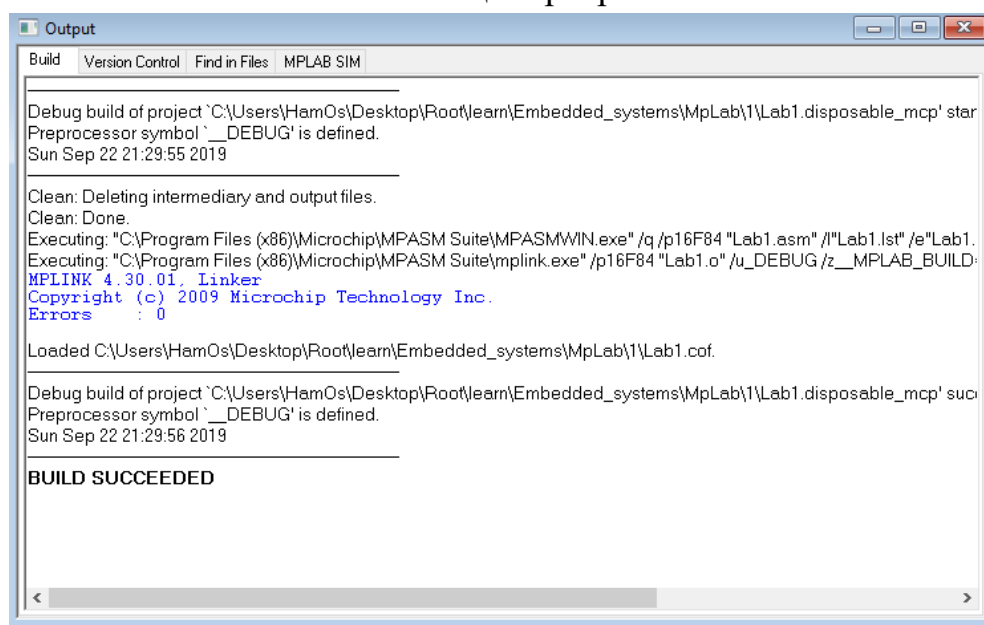 Output
Build Version Control Find in Files MPLAB SIM
Debug build of project `C:\Users\HamOs\Desktop\Root\learn\Embedded_systems\MpLab\1\Lab1.disposable_mcp' star
Preprocessor symbol `__DEBUG' is defined.
Sun Sep 22 21:29:55 2019
Clean: Deleting intermediary and output files.
Clean: Done.
Executing: "C:\Program Files (x86)\Microchip\MPASM Suite\MPASMWIN.exe" /q /p16F84 "Lab1.asm" /l"Lab1.lst" /e"Lab1.
Executing: "C:\Program Files (x86)\Microchip\MPASM Suite\mplink.exe" /p16F84 "Lab1.o" /u_DEBUG /z__MPLAB_BUILD=
MPLINK 4.30.01, Linker
Copyright (c) 2009 Microchip Technology Inc.
Errors : 0
Loaded C:\Users\HamOs\Desktop\Root\learn\Embedded_systems\MpLab\1\Lab1.cof.
Debug build of project `C:\Users\HamOs\Desktop\Root\learn\Embedded_systems\MpLab\1\Lab1.disposable_mcp' succ
Preprocessor symbol `__DEBUG' is defined.
Sun Sep 22 21:29:56 2019
BUILD SUCCEEDED